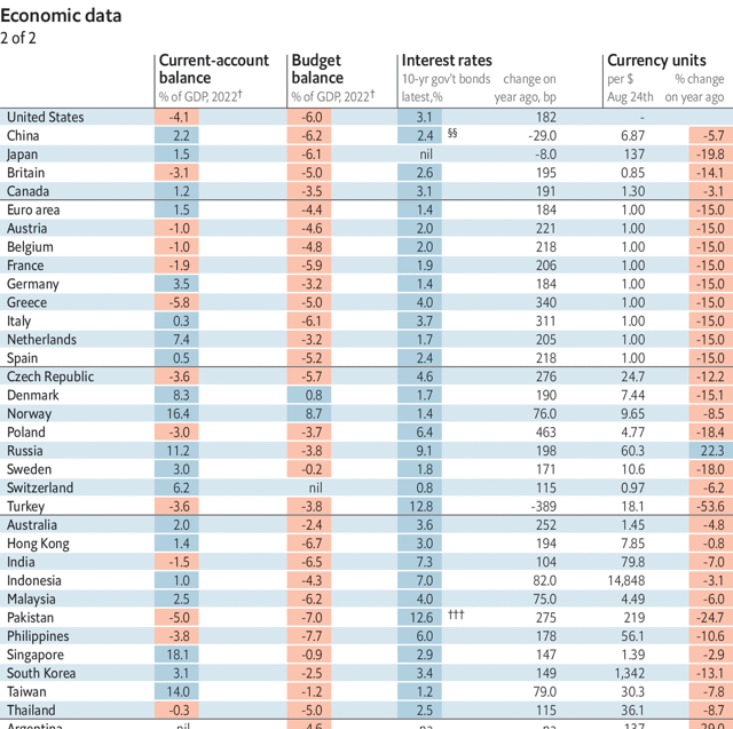 Economic data
2 of 2
Current-account Budget Interest rates Currency units
balance balance 10-yr gov't bonds change on per $ % change
% of GDP, 2022† % of GDP, 2022† latest,% year ago, bp Aug 24th on year ago
United States -4.1 -6.0 3.1 182 -
China 2.2 -6.2 2.4 §§ -29.0 6.87 -5.7
Japan 1.5 -6.1 nil -8.0 137 -19.8
Britain -3.1 -5.0 2.6 195 0.85 -14.1
Canada 1.2 -3.5 3.1 191 1.30 -3.1
Euro area 1.5 -4.4 1.4 184 1.00 -15.0
Austria -1.0 -4.6 2.0 221 1.00 -15.0
Belgium -1.0 -4.8 2.0 218 1.00 -15.0
France -1.9 -5.9 1.9 206 1.00 -15.0
Germany 3.5 -3.2 1.4 184 1.00 -15.0
Greece -5.8 -5.0 4.0 340 1.00 -15.0
Italy 0.3 -6.1 3.7 311 1.00 -15.0
Netherlands 7.4 -3.2 1.7 205 1.00 -15.0
Spain 0.5 -5.2 2.4 218 1.00 -15.0
Czech Republic -3.6 -5.7 4.6 276 24.7 -12.2
Denmark 8.3 0.8 1.7 190 7.44 -15.1
Norway 16.4 8.7 1.4 76.0 9.65 -8.5
Poland -3.0 -3.7 6.4 463 4.77 -18.4
Russia 11.2 -3.8 9.1 198 60.3 22.3
Sweden 3.0 -0.2 1.8 171 10.6 -18.0
Switzerland 6.2 nil 0.8 115 0.97 -6.2
Turkey -3.6 -3.8 12.8 -389 18.1 -53.6
Australia 2.0 -2.4 3.6 252 1.45 -4.8
Hong Kong 1.4 -6.7 3.0 194 7.85 -0.8
India -1.5 -6.5 7.3 104 79.8 -7.0
Indonesia 1.0 -4.3 7.0 82.0 14,848 -3.1
Malaysia 2.5 -6.2 4.0 75.0 4.49 -6.0
Pakistan -5.0 -7.0 12.6 ††† 275 219 -24.7
Philippines -3.8 -7.7 6.0 178 56.1 -10.6
Singapore 18.1 -0.9 2.9 147 1.39 -2.9
South Korea 3.1 -2.5 3.4 149 1,342 -13.1
Taiwan 14.0 -1.2 1.2 79.0 30.3 -7.8
Thailand -0.3 -5.0 2.5 115 36.1 -8.7
Argentina nil -4.6 na na 137 -29.0